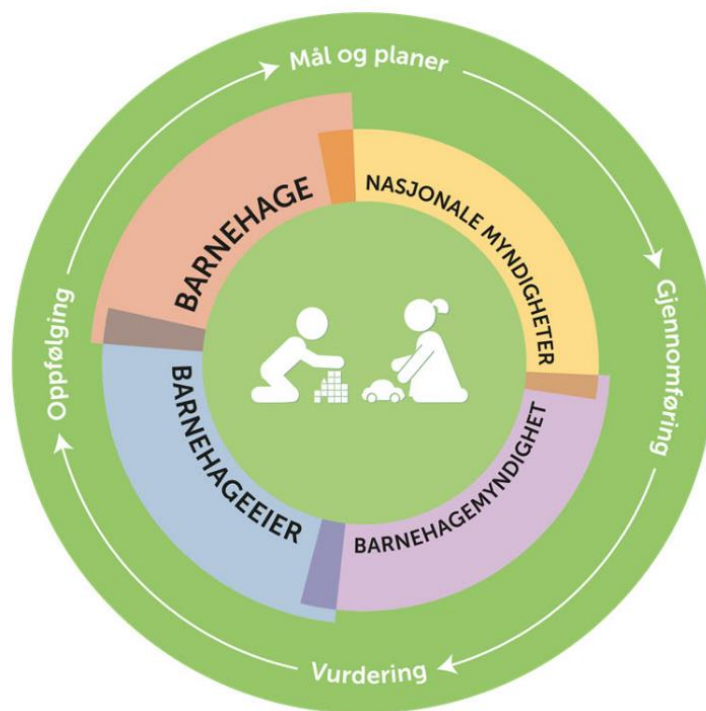 Mål og planer
Gjennomføring
Vurdering
Oppfølging
BARNEHAGE
NASJONALE MYNDIGHETER
BARNEHAGEMYNDIGHET
BARNEHAGEEIER